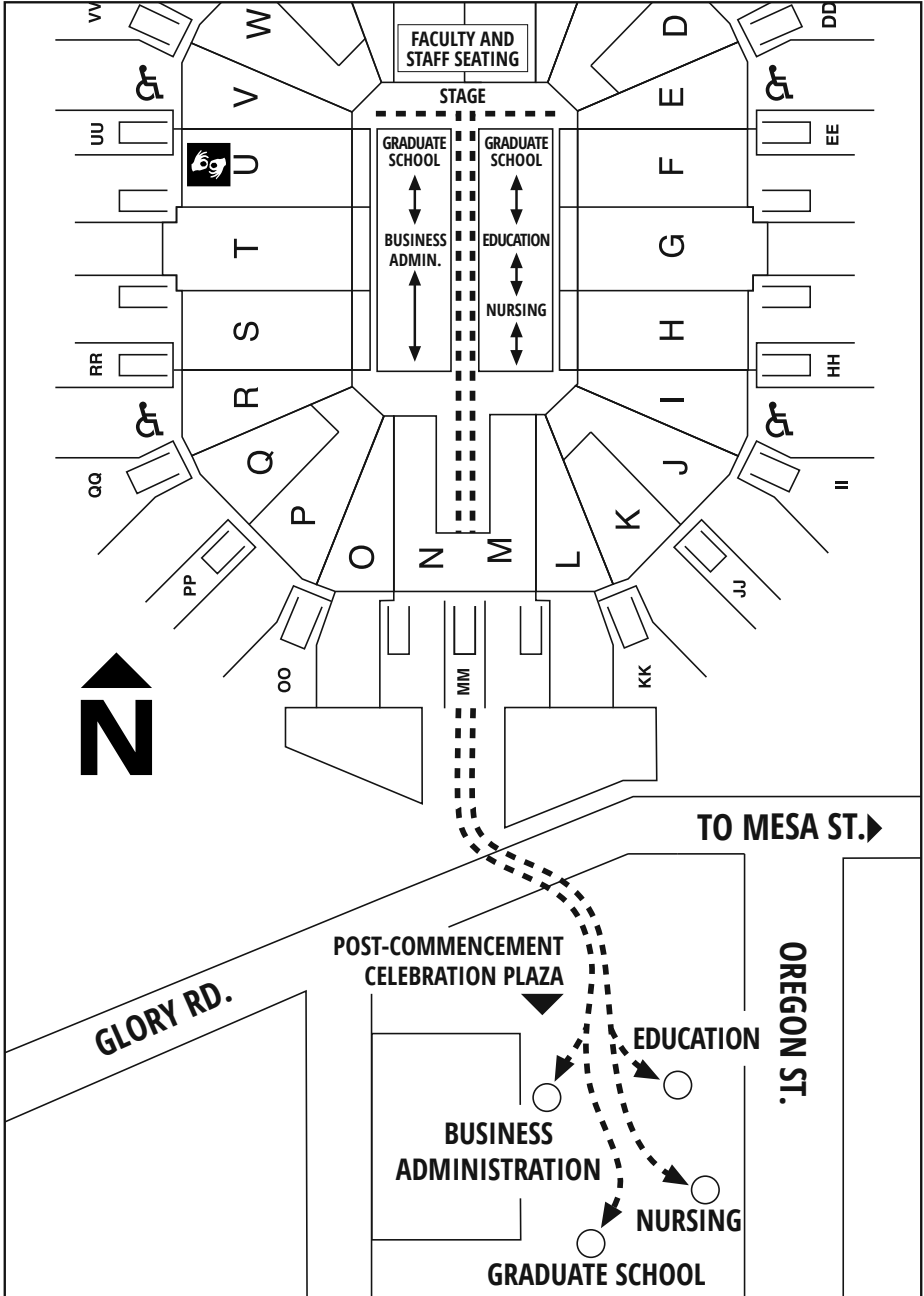 VV
W
FACULTY AND
STAFF SEATING
D
DD
V
STAGE
E
UU
U
GRADUATE
SCHOOL
GRADUATE
SCHOOL
F
EE
T
BUSINESS
ADMIN.
EDUCATION
G
S
NURSING
H
RR
HH
R
I
QQ
Q
J
II
P
K
O
N
M
L
PP
JJ
OO
MM
KK
N
TO MESA ST.
POST-COMMENCEMENT
CELEBRATION PLAZA
GLORY RD.
OREGON ST.
EDUCATION
BUSINESS
ADMINISTRATION
NURSING
GRADUATE SCHOOL